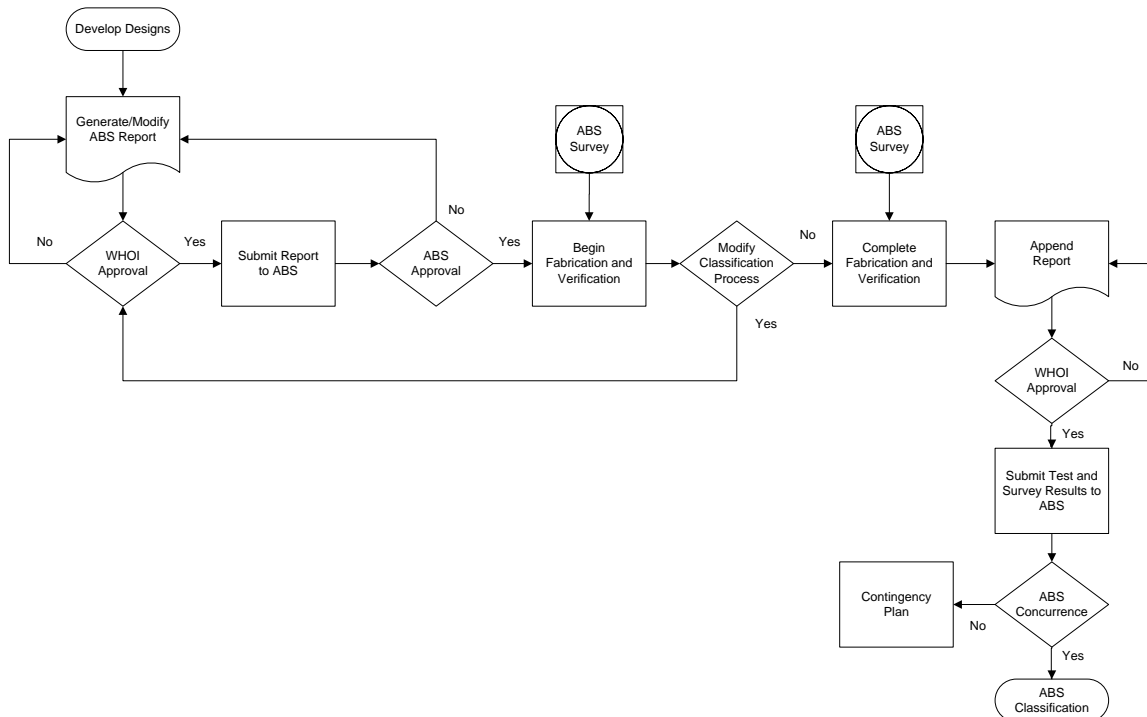 Develop Designs
Generate/Modify
ABS Report
No
WHOI
Approval
Yes
Submit Report
to ABS
No
ABS
Approval
Yes
ABS
Survey
Begin
Fabrication and
Verification
Modify
Classification
Process
No
Yes
ABS
Survey
Complete
Fabrication and
Verification
Append
Report
WHOI
Approval
No
Yes
Submit Test and
Survey Results to
ABS
ABS
Concurrence
No
Contingency
Plan
Yes
ABS
Classification